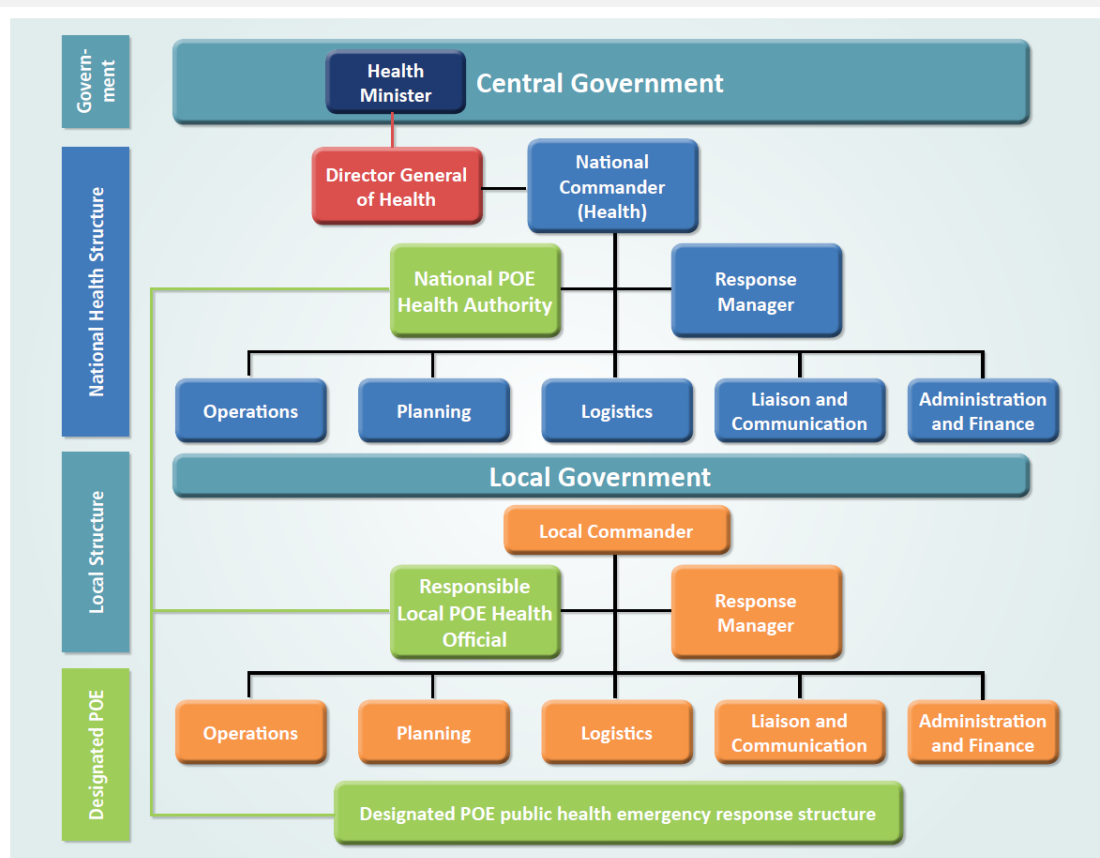 Govern-
ment
Health
Minister
Central Government
National Health Structure
Director General
of Health
National
Commander
(Health)
National POE
Health Authority
Response
Manager
Operations
Planning
Logistics
Liaison and
Communication
Administration
and Finance
Local Structure
Local Government
Local Commander
Responsible
Local POE Health
Official
Response
Manager
Designated POE
Operations
Planning
Logistics
Liaison and
Communication
Administration
and Finance
Designated POE public health emergency response structure